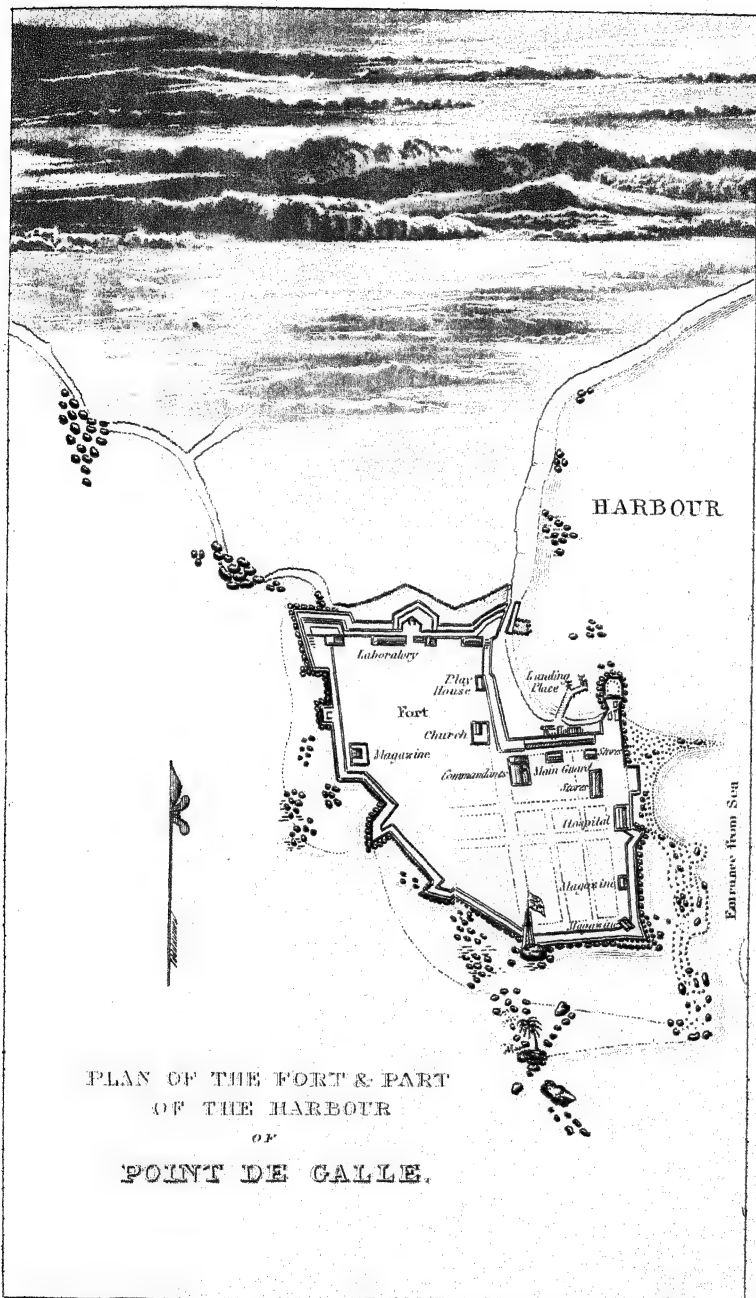 HARBOUR
Laboratory
Play
House
Landing
Place
Fort
Church
Magazine
Commandants
Main Guard
Stores
Stores
Hospital
Magazine
Magazine
Entrance from Sea
PLAN OF THE FORT & PART
OF THE HARBOUR
OF
POINT DE GALLE.